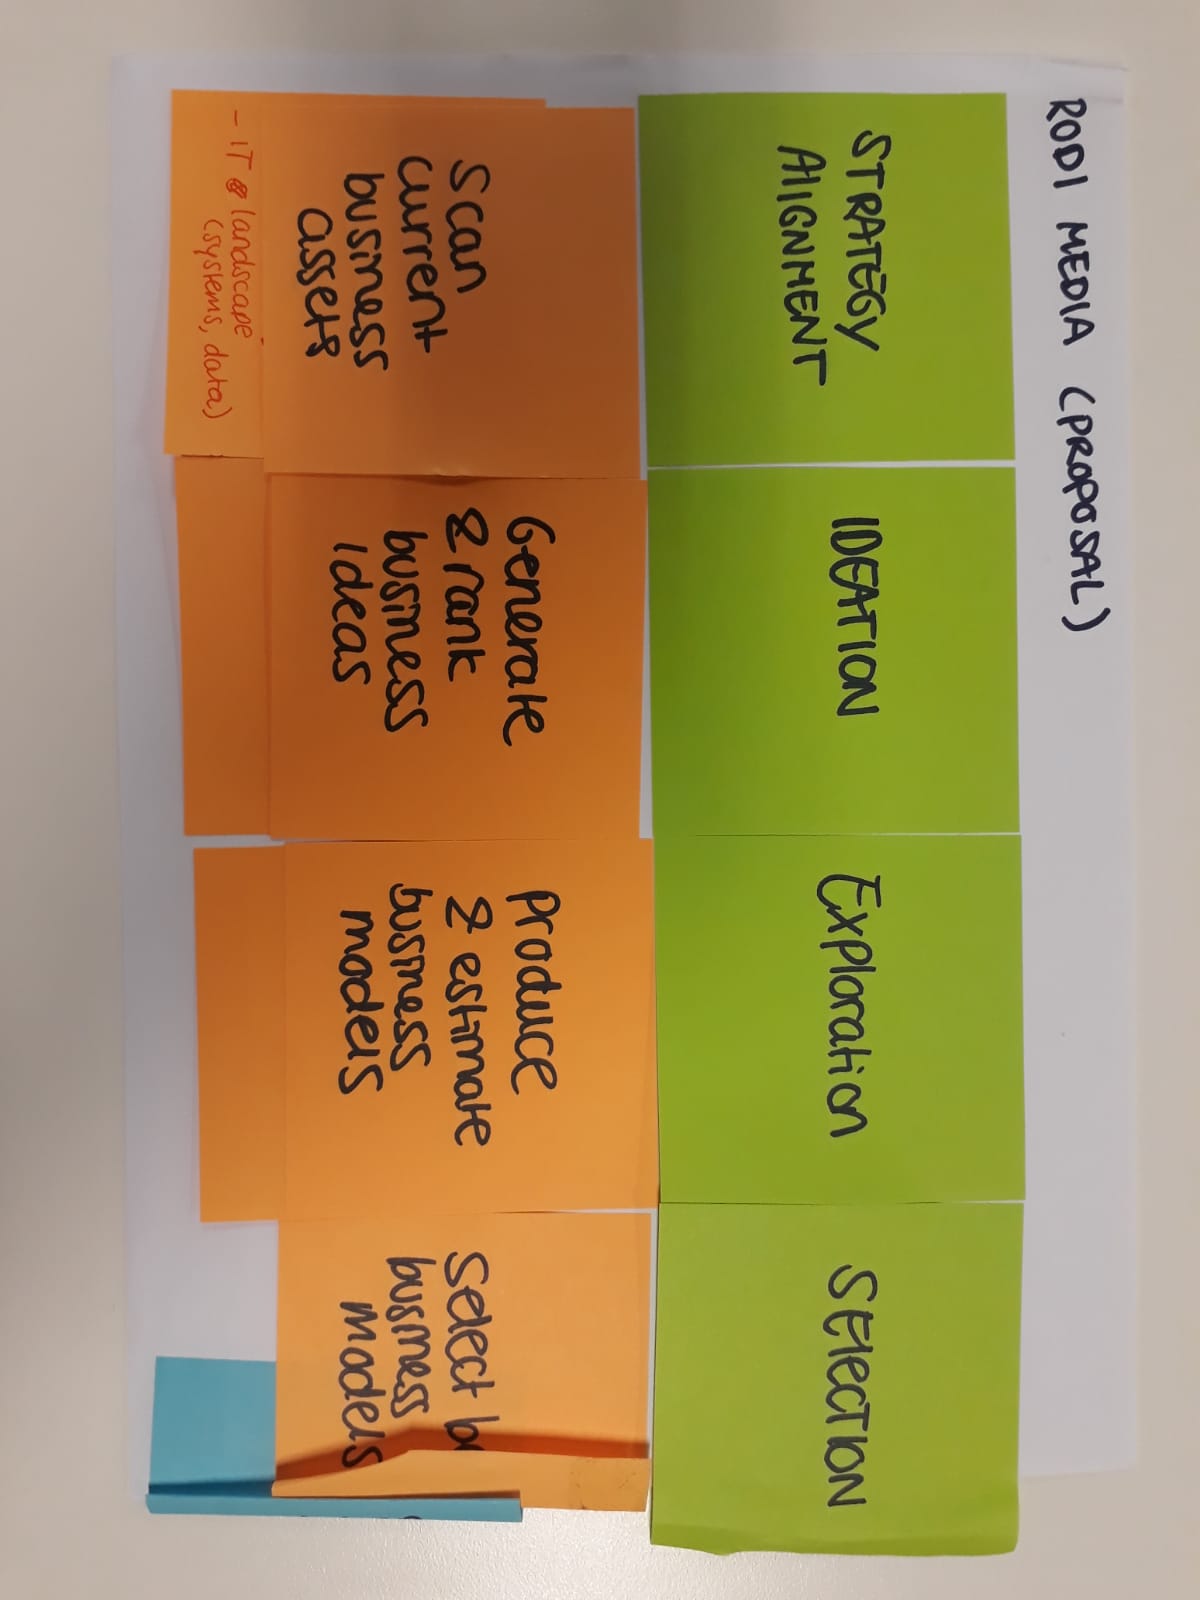 RODI MEDIA (PROPOSAL)
STRATEGY
ALIGNMENT
IDEATION
Exploration
SELECTION
Scan
current
business
assets
- IT landscape
(systems, data)
Generate
& rank
business
ideas
produce
& estimate
business
models
Select
business
models